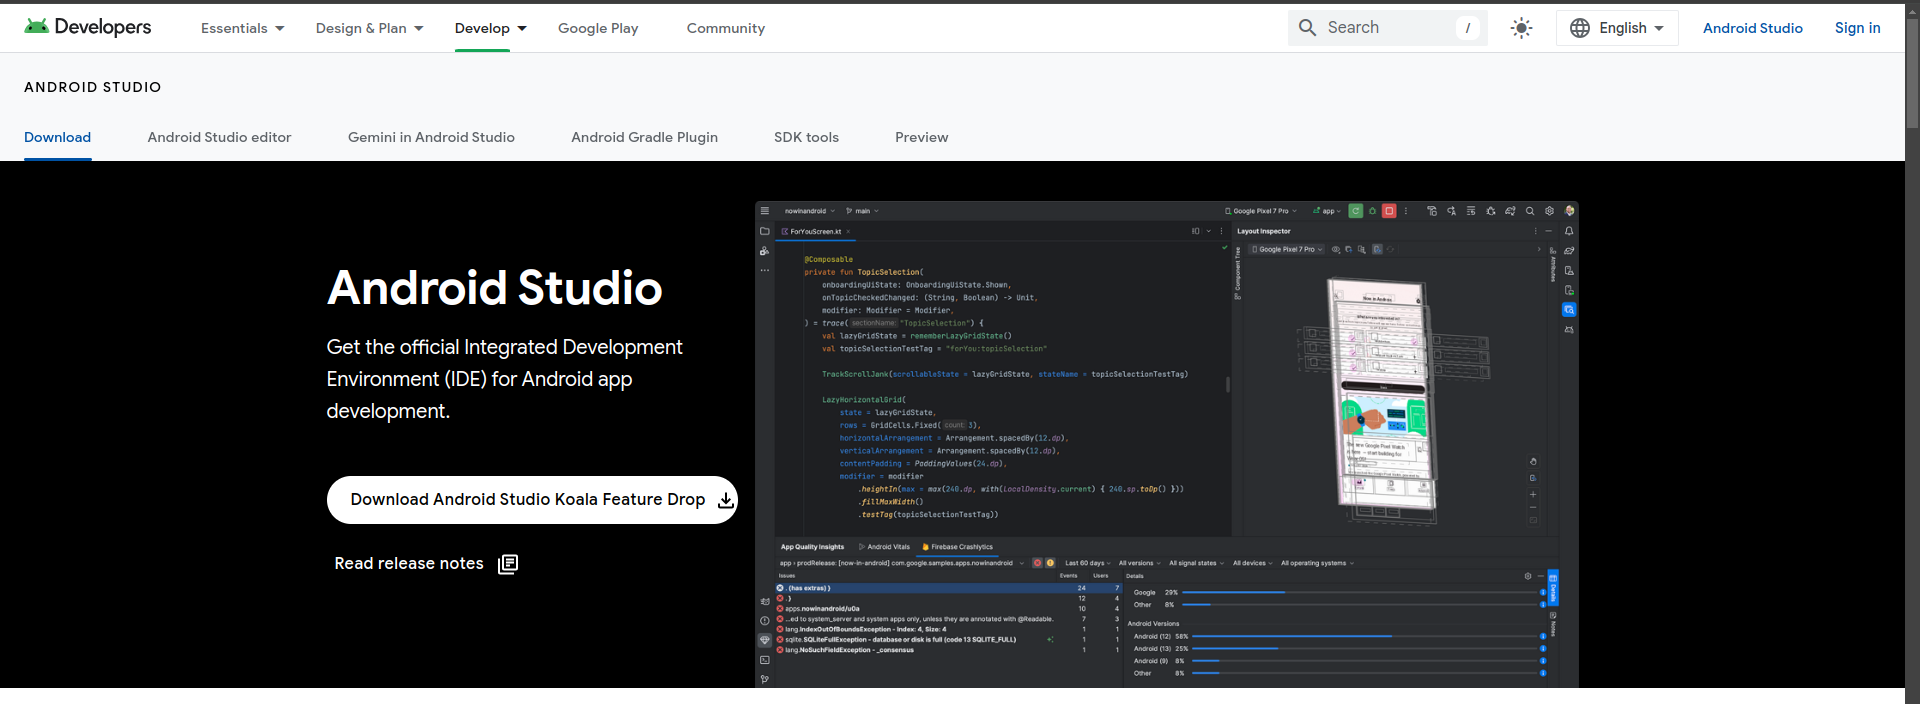 Developers
Essentials
Design & Plan
Develop
Google Play
Community
Search
/
English
Android Studio
Sign in
ANDROID STUDIO
Download
Android Studio editor
Gemini in Android Studio
Android Gradle Plugin
SDK tools
Preview
Android Studio
Get the official Integrated Development
Environment (IDE) for Android app
development.
Download Android Studio Koala Feature Drop
Read release notes
nowinandroid
main
Google Pixel 7 Pro
app
ForYouScreen.kt
@Composable
private fun TopicSelection(
onboardingUiState: OnboardingUiState.Shown,
onTopicCheckedChanged: (String, Boolean) -> Unit,
modifier: Modifier = Modifier,
) = trace( sectionName: "TopicSelection") {
val lazyGridState = rememberLazyGridState()
val topicSelectionTestTag = "forYou:topicSelection"
TrackScrollJank(scrollableState = lazyGridState, stateName = topicSelectionTestTag)
LazyHorizontalGrid(
state = lazyGridState,
rows = GridCells.Fixed( count: 3),
horizontalArrangement = Arrangement.spacedBy(12.dp),
verticalArrangement = Arrangement.spacedBy(12.dp),
contentPadding = PaddingValues(24.dp),
modifier = modifier
.heightIn(max = max(240.dp, with(LocalDensity.current) { 240.sp.toDp() }))
.fillMaxWidth()
.testTag(topicSelectionTestTag))
Layout Inspector
Google Pixel 7 Pro
Component Tree
Attributes
App Quality Insights
Android Vitals
Firebase Crashlytics
app › prodRelease: [now-in-android] com.google.samples.apps.nowinandroid
Last 60 days
All versions
All signal states
All devices
All operating systems
Issues Events Users
. (has extras) } 24 7
. } 12 4
apps.nowinandroid/u0a 10 4
...ed to system_server and system apps only, unless they are annotated with @Readable. 7 3
lang.IndexOutOfBoundsException - Index: 4, Size: 4 1 1
sqlite.SQLiteFullException - database or disk is full (code 13 SQLITE_FULL) 1 1
lang.NoSuchFieldException - _consensus 1 1
Details
Google 29%
Other 8%
Android Versions
Android (12) 58%
Android (13) 25%
Android (9) 8%
Other 8%
Details
Notes